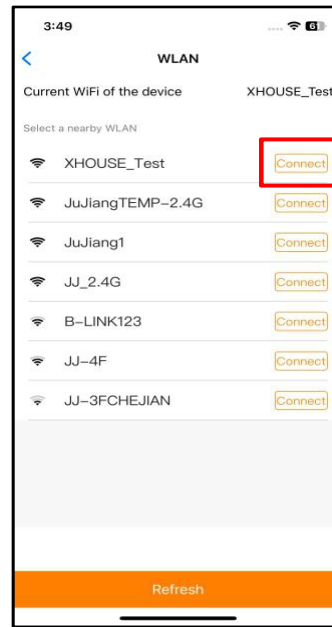 3:49
WLAN
Current WiFi of the device XHOUSE_Test
Select a nearby WLAN
XHOUSE_Test Connect
JuJiangTEMP-2.4G Connect
JuJiang1 Connect
JJ_2.4G Connect
B-LINK123 Connect
JJ-4F Connect
JJ-3FCHEJIAN Connect
Refresh